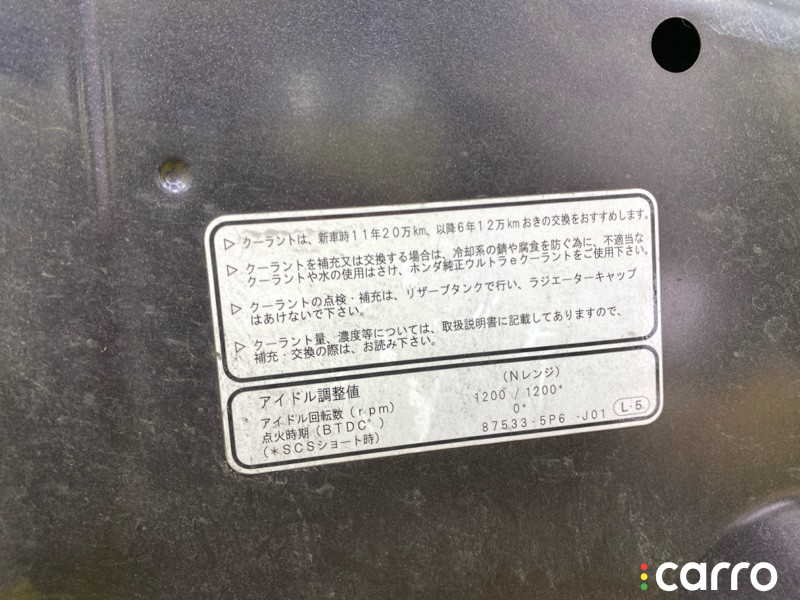 ▷ クーラントは、新車時11年20万km、以降6年12万kmおきの交換をおすすめします。
▷ クーラントを補充又は交換する場合は、冷却系の錆や腐食を防ぐ為に、不適当な
クーラントや水の使用はさけ、ホンダ純正ウルトラeクーラントをご使用下さい。
▷ クーラントの点検・補充は、リザーブタンクで行い、ラジエーターキャップ
はあけないで下さい。
▷ クーラント量、濃度等については、取扱説明書に記載してありますので、
補充・交換の際は、お読み下さい。
アイドル調整値 (Nレンジ)
アイドル回転数(rpm) 1200 / 1200*
点火時期(BTDC°) 0*
(*SCSショート時) 87533-5P6 -J01 L-5
carro